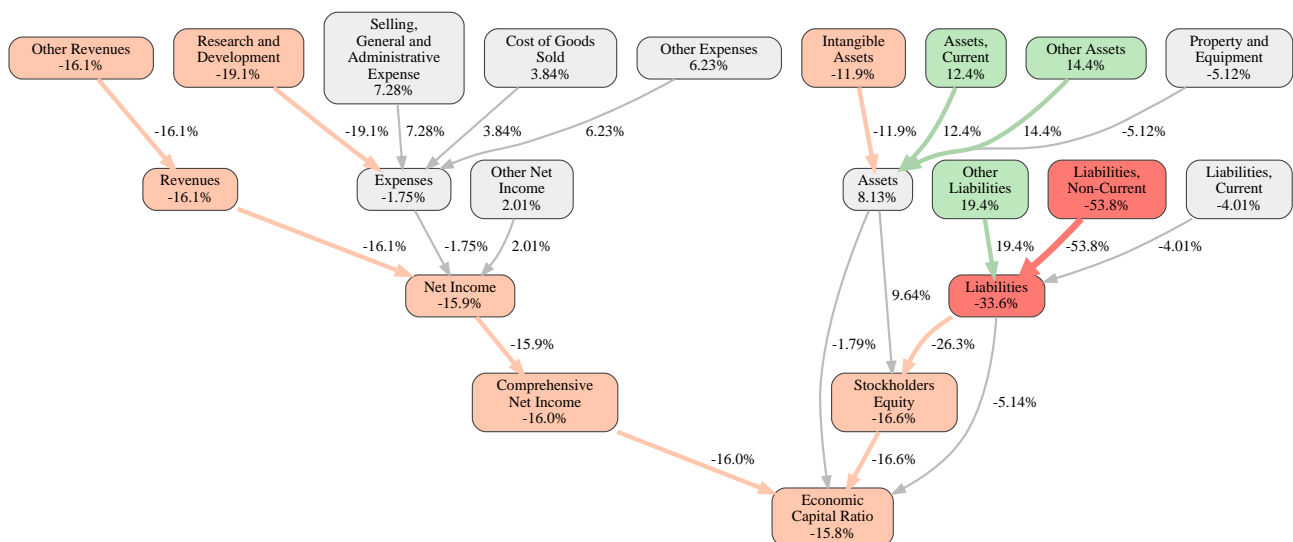 Other Revenues
-16.1%
Research and
Development
-19.1%
Selling,
General and
Administrative
Expense
7.28%
Cost of Goods
Sold
3.84%
Other Expenses
6.23%
Intangible
Assets
-11.9%
Assets,
Current
12.4%
Other Assets
14.4%
Property and
Equipment
-5.12%
-16.1%
-19.1%
7.28%
3.84%
6.23%
-11.9%
12.4%
14.4%
-5.12%
Revenues
-16.1%
Expenses
-1.75%
Other Net
Income
2.01%
Assets
8.13%
Other
Liabilities
19.4%
Liabilities,
Non-Current
-53.8%
Liabilities,
Current
-4.01%
-16.1%
-1.75%
2.01%
19.4%
-53.8%
-4.01%
Net Income
-15.9%
9.64%
Liabilities
-33.6%
-15.9%
-1.79%
-26.3%
Comprehensive
Net Income
-16.0%
Stockholders
Equity
-16.6%
-5.14%
-16.0%
-16.6%
Economic
Capital Ratio
-15.8%